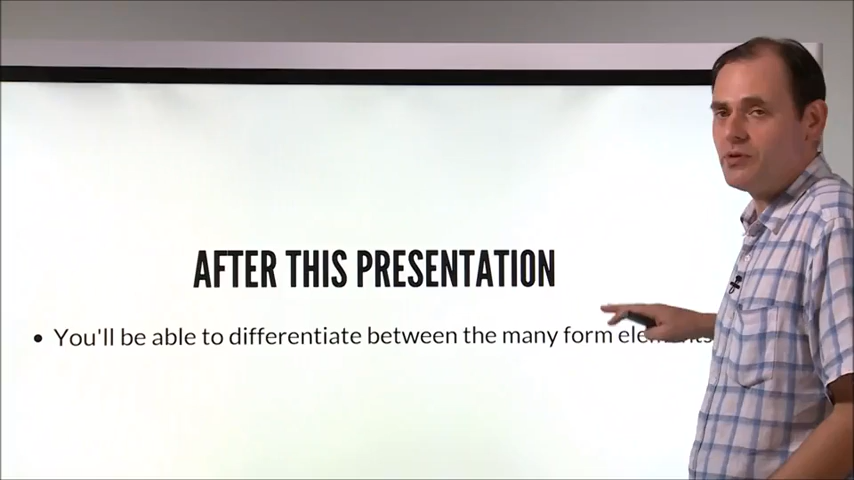 AFTER THIS PRESENTATION
• You'll be able to differentiate between the many form elements